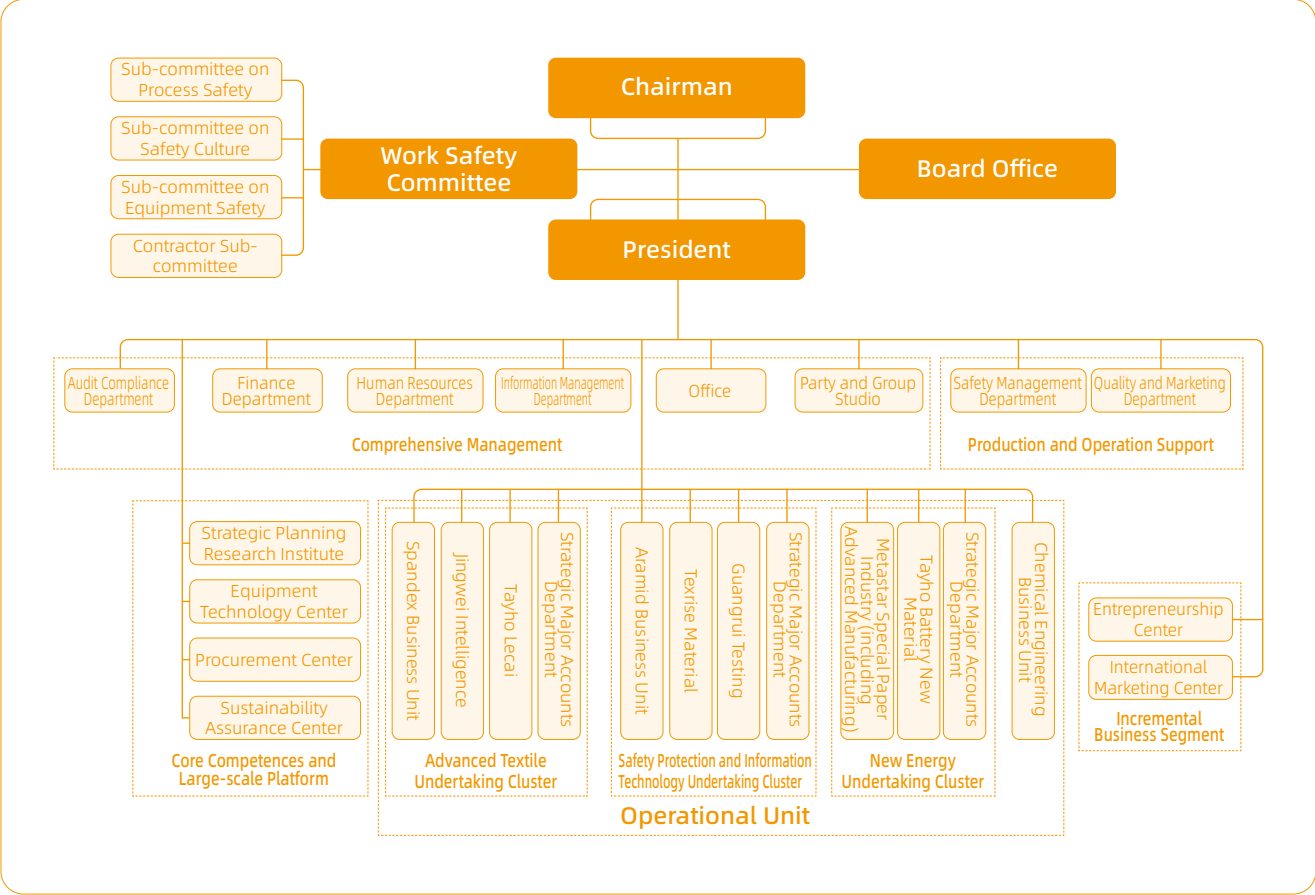 Chairman
Sub-committee on
Process Safety
Sub-committee on
Safety Culture
Sub-committee on
Equipment Safety
Contractor Sub-
committee
Work Safety
Committee
Board Office
President
Audit Compliance
Department
Finance
Department
Human Resources
Department
Information Management
Department
Office
Party and Group
Studio
Comprehensive Management
Safety Management
Department
Quality and Marketing
Department
Production and Operation Support
Strategic Planning
Research Institute
Equipment
Technology Center
Procurement Center
Sustainability
Assurance Center
Core Competences and
Large-scale Platform
Spandex Business Unit
Jingwei Intelligence
Tayho Lecai
Strategic Major Accounts
Department
Advanced Textile
Undertaking Cluster
Aramid Business Unit
Texrise Material
Guangrui Testing
Strategic Major Accounts
Department
Safety Protection and Information
Technology Undertaking Cluster
Metastar Special Paper
Industry (including
Advanced Manufacturing)
Tayho Battery New
Material
Strategic Major Accounts
Department
New Energy
Undertaking Cluster
Chemical Engineering
Business Unit
Operational Unit
Entrepreneurship
Center
International
Marketing Center
Incremental
Business Segment